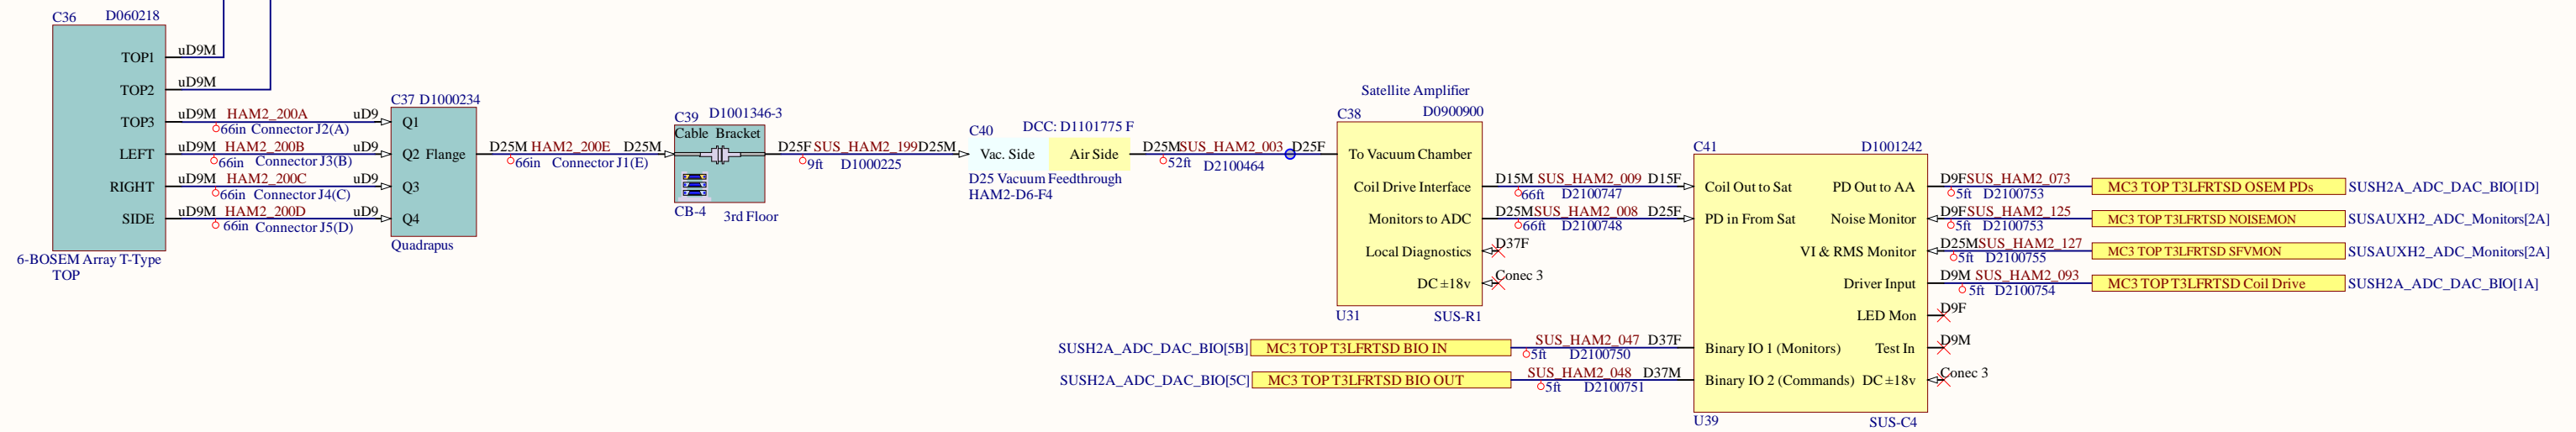 C36 D060218
TOP1 uD9M
TOP2 uD9M
TOP3 uD9M HAM2_200A uD9
66in Connector J2(A)
LEFT uD9M HAM2_200B uD9
66in Connector J3(B)
RIGHT uD9M HAM2_200C uD9
66in Connector J4(C)
SIDE uD9M HAM2_200D uD9
66in Connector J5(D)
6-BOSEM Array T-Type
TOP
C37 D1000234
Q1
Q2 Flange
Q3
Q4
Quadrapus
D25M HAM2_200E D25M
66in Connector J1(E)
C39 D1001346-3
Cable Bracket
CB-4 3rd Floor
D25F SUS_HAM2_199 D25M
9ft D1000225
C40 DCC: D1101775 F
Vac. Side Air Side
D25 Vacuum Feedthrough
HAM2-D6-F4
D25M SUS_HAM2_003 D25F
52ft D2100464
Satellite Amplifier
C38 D0900900
To Vacuum Chamber
Coil Drive Interface
Monitors to ADC
Local Diagnostics
DC ±18v
U31 SUS-R1
D15M SUS_HAM2_009 D15F
66ft D2100747
D25M SUS_HAM2_008 D25F
66ft D2100748
D37F
Conec 3
SUSH2A_ADC_DAC_BIO[5B] MC3 TOP T3LFRTSD BIO IN SUS_HAM2_047 D37F
5ft D2100750
SUSH2A_ADC_DAC_BIO[5C] MC3 TOP T3LFRTSD BIO OUT SUS_HAM2_048 D37M
5ft D2100751
C41 D1001242
Coil Out to Sat PD Out to AA
PD in From Sat Noise Monitor
VI & RMS Monitor
Driver Input
LED Mon
Binary IO 1 (Monitors) Test In
Binary IO 2 (Commands) DC ±18v
U39 SUS-C4
D9F SUS_HAM2_073 MC3 TOP T3LFRTSD OSEM PDs SUSH2A_ADC_DAC_BIO[1D]
5ft D2100753
D9F SUS_HAM2_125 MC3 TOP T3LFRTSD NOISEMON SUSAUXH2_ADC_Monitors[2A]
5ft D2100753
D25M SUS_HAM2_127 MC3 TOP T3LFRTSD SFVMON SUSAUXH2_ADC_Monitors[2A]
5ft D2100755
D9M SUS_HAM2_093 MC3 TOP T3LFRTSD Coil Drive SUSH2A_ADC_DAC_BIO[1A]
5ft D2100754
D9F
D9M
Conec 3